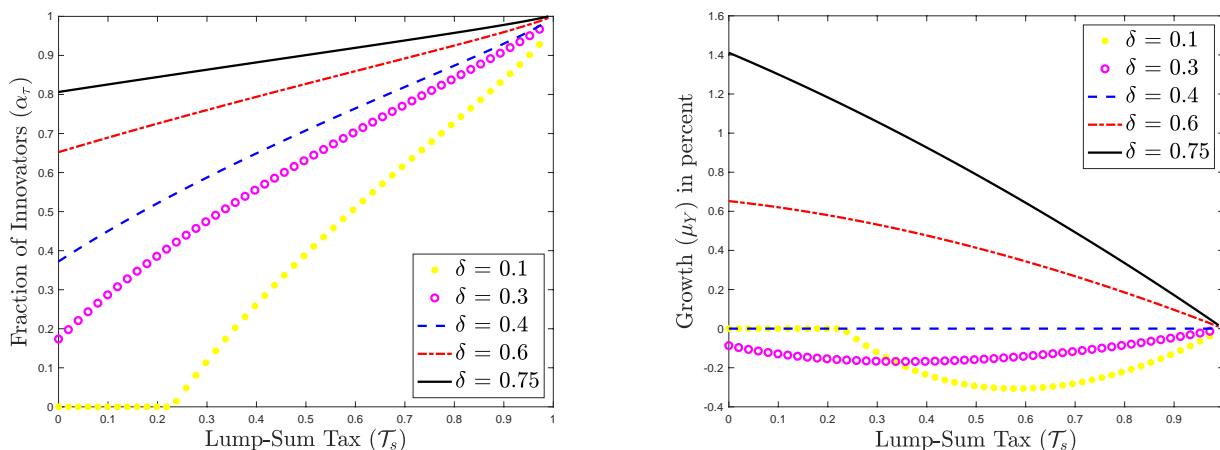 Fraction of Innovators (ατ)
1
0.9
0.8
0.7
0.6
0.5
0.4
0.3
0.2
0.1
0
0 0.1 0.2 0.3 0.4 0.5 0.6 0.7 0.8 0.9 1
Lump-Sum Tax (𝒯s)
δ = 0.1
δ = 0.3
δ = 0.4
δ = 0.6
δ = 0.75
Growth (μY) in percent
1.6
1.4
1.2
1
0.8
0.6
0.4
0.2
0
-0.2
-0.4
0 0.1 0.2 0.3 0.4 0.5 0.6 0.7 0.8 0.9
Lump-Sum Tax (𝒯s)
δ = 0.1
δ = 0.3
δ = 0.4
δ = 0.6
δ = 0.75